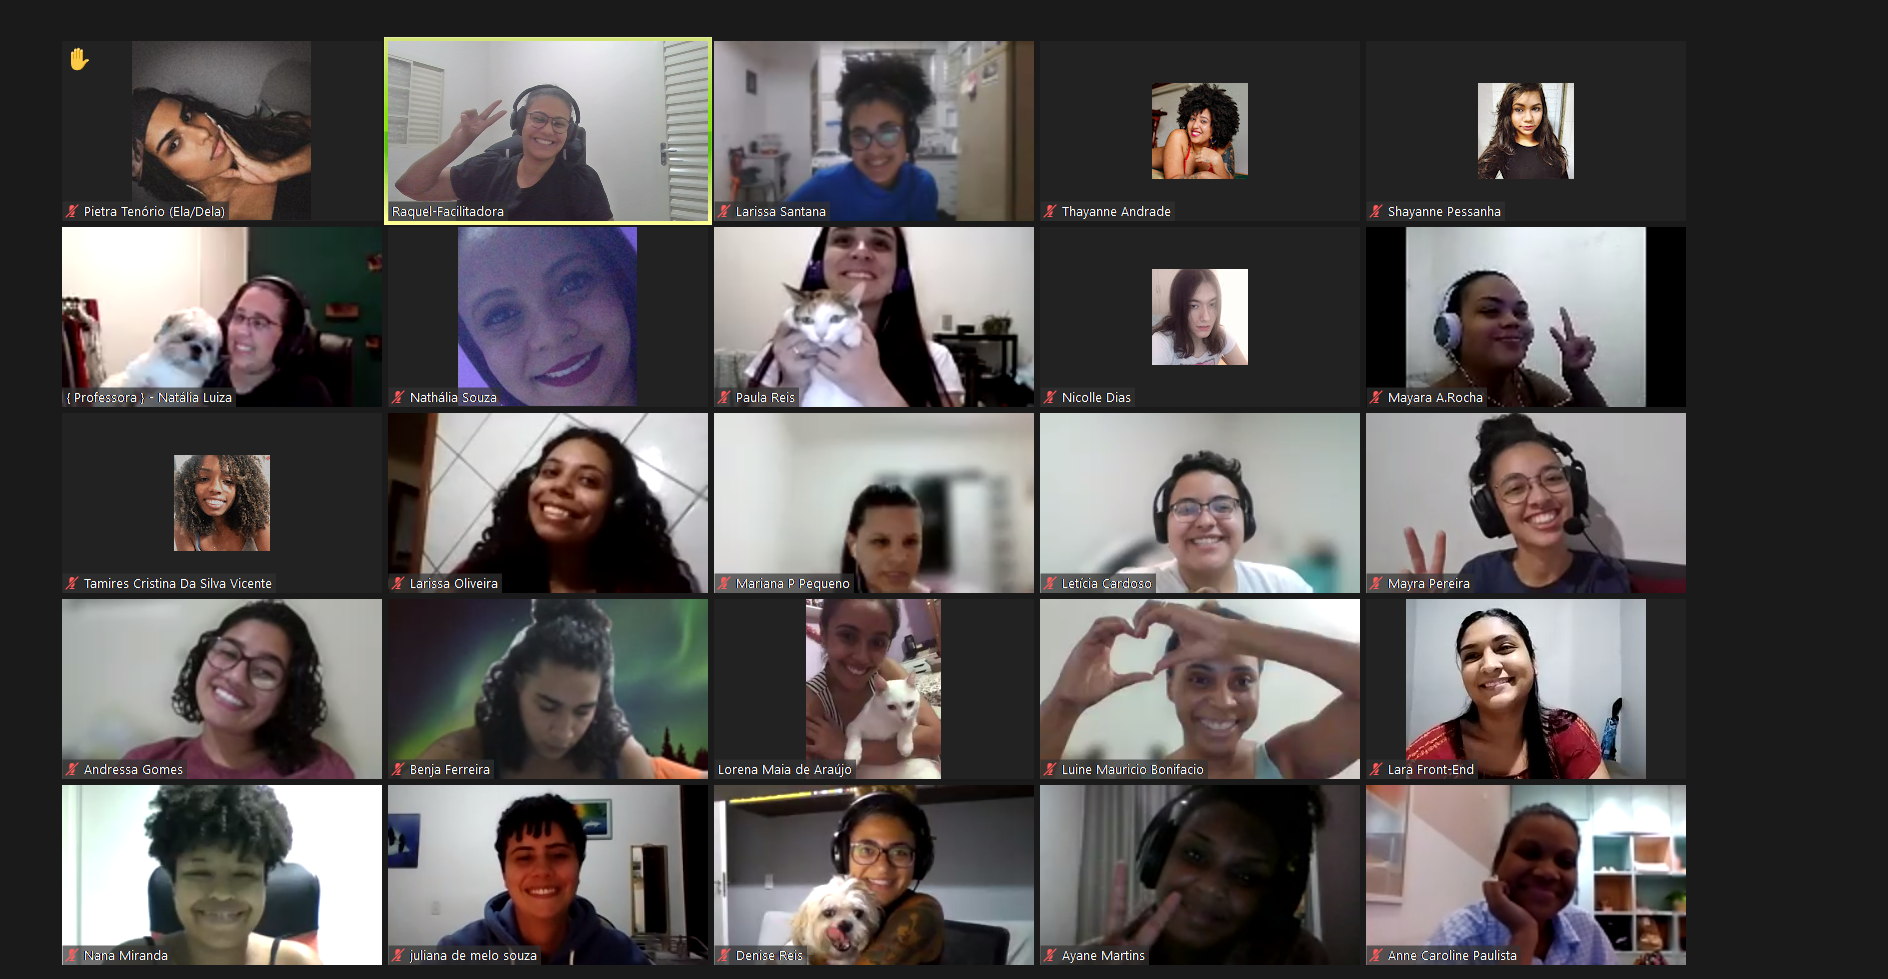 Pietra Tenório (Ela/Dela)
Raquel-Facilitadora
Larissa Santana
Thayanne Andrade
Shayanne Pessanha
{ Professora } - Natália Luiza
Nathália Souza
Paula Reis
Nicolle Dias
Mayara A.Rocha
Tamires Cristina Da Silva Vicente
Larissa Oliveira
Mariana P Pequeno
Letícia Cardoso
Mayra Pereira
Andressa Gomes
Benja Ferreira
Lorena Maia de Araújo
Luine Mauricio Bonifacio
Lara Front-End
Nana Miranda
juliana de melo souza
Denise Reis
Ayane Martins
Anne Caroline Paulista